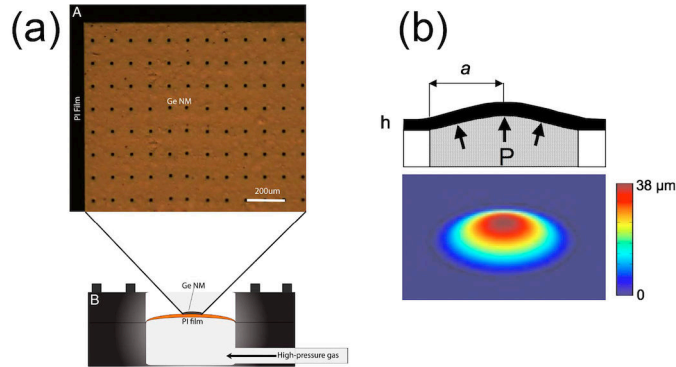 (a)
A
PI Film
Ge NM
200um
Ge NM
B
PI film
High-pressure gas
(b)
a
h
P
38 µm
0